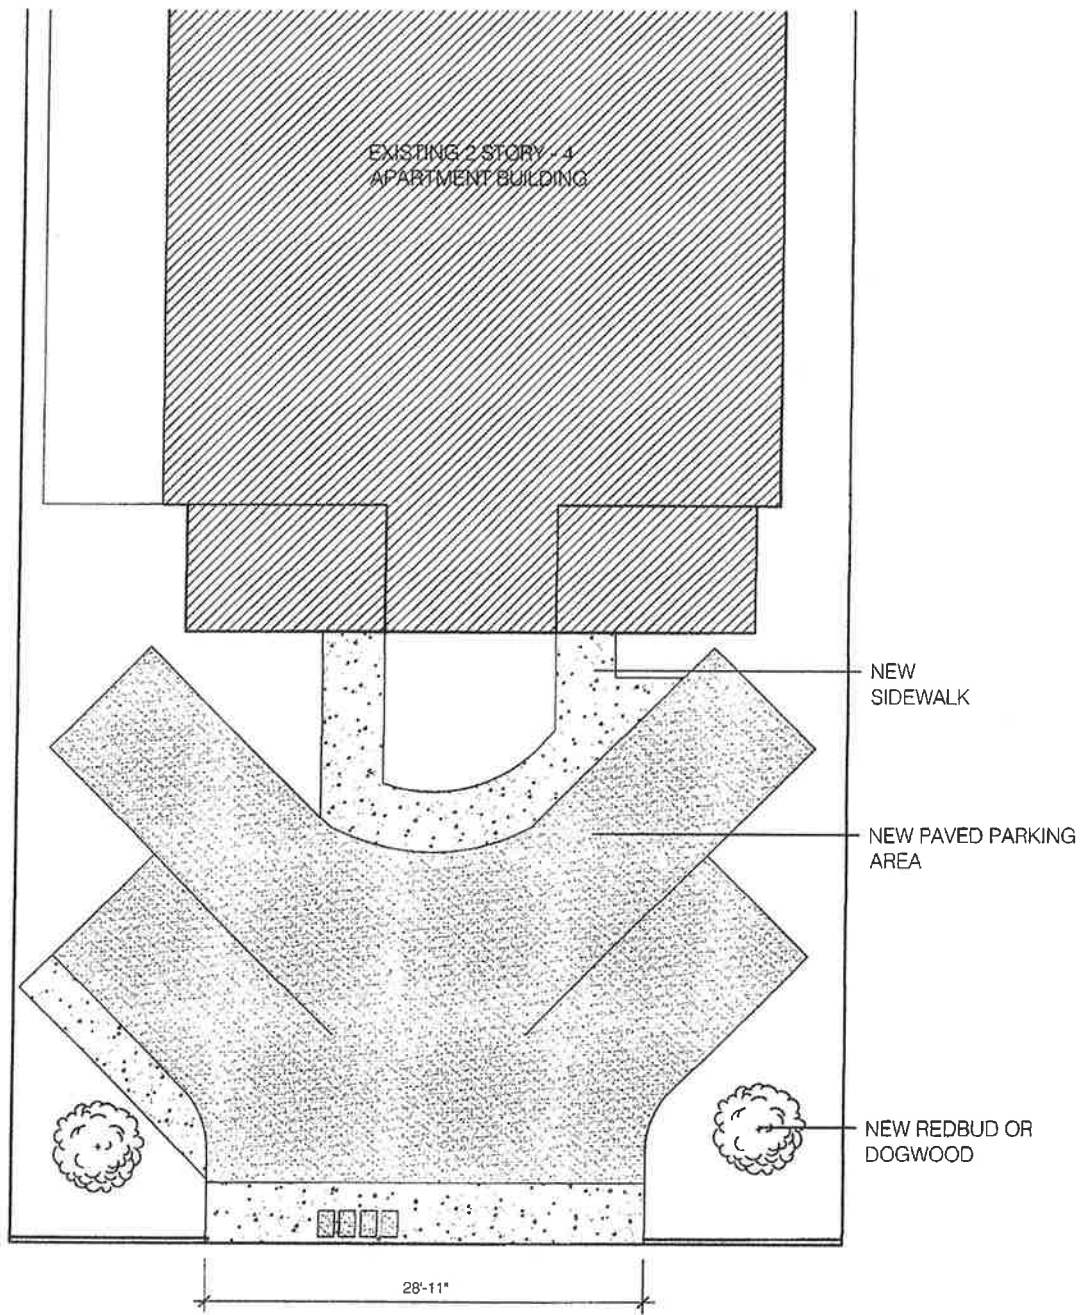 EXISTING 2 STORY - 4
APARTMENT BUILDING
NEW
SIDEWALK
NEW PAVED PARKING
AREA
NEW REDBUD OR
DOGWOOD
28'-11"